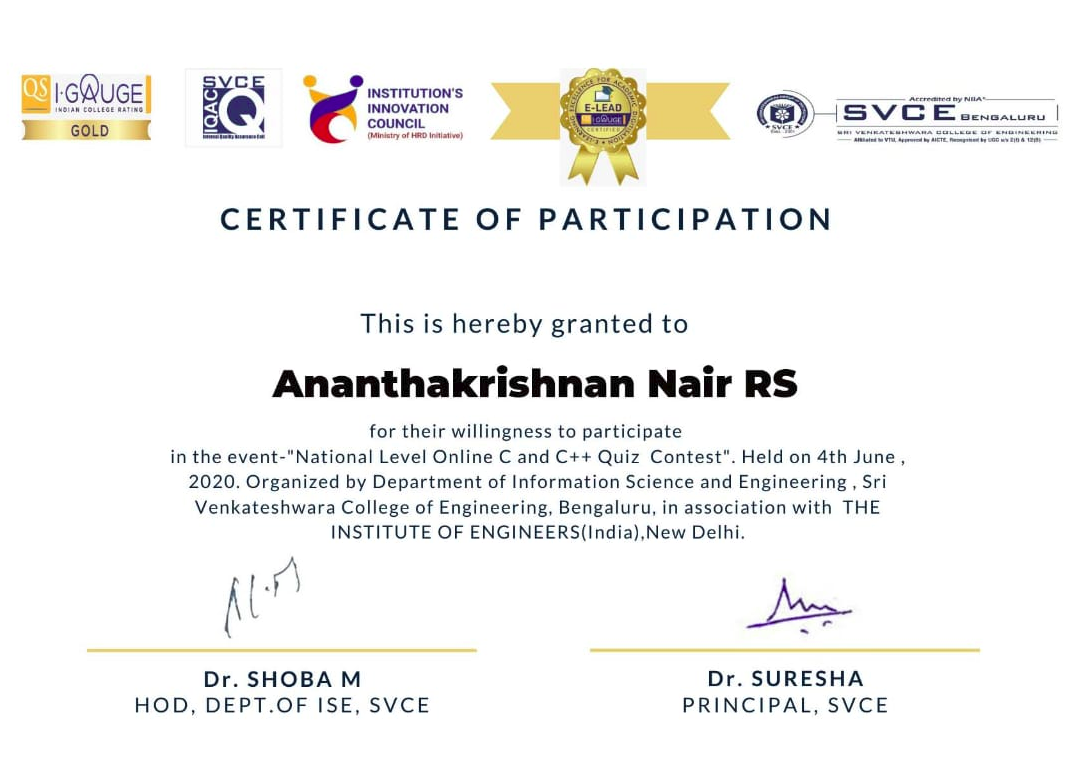 QS I·GAUGE
INDIAN COLLEGE RATING
GOLD
SVCE
QAC
Internal Quality Assurance Cell
INSTITUTION'S
INNOVATION
COUNCIL
(Ministry of HRD Initiative)
E-LEAD
I·GAUGE
CERTIFIED
SVCE
Accredited by NBA*
SVCE BENGALURU
SRI VENKATESHWARA COLLEGE OF ENGINEERING
Affiliated to VTU, Approved by AICTE, Recognised by UGC u/s 2(f) & 12(B)
CERTIFICATE OF PARTICIPATION
This is hereby granted to
Ananthakrishnan Nair RS
for their willingness to participate
in the event-"National Level Online C and C++ Quiz Contest". Held on 4th June ,
2020. Organized by Department of Information Science and Engineering , Sri
Venkateshwara College of Engineering, Bengaluru, in association with THE
INSTITUTE OF ENGINEERS(India),New Delhi.
Dr. SHOBA M
HOD, DEPT.OF ISE, SVCE
Dr. SURESHA
PRINCIPAL, SVCE